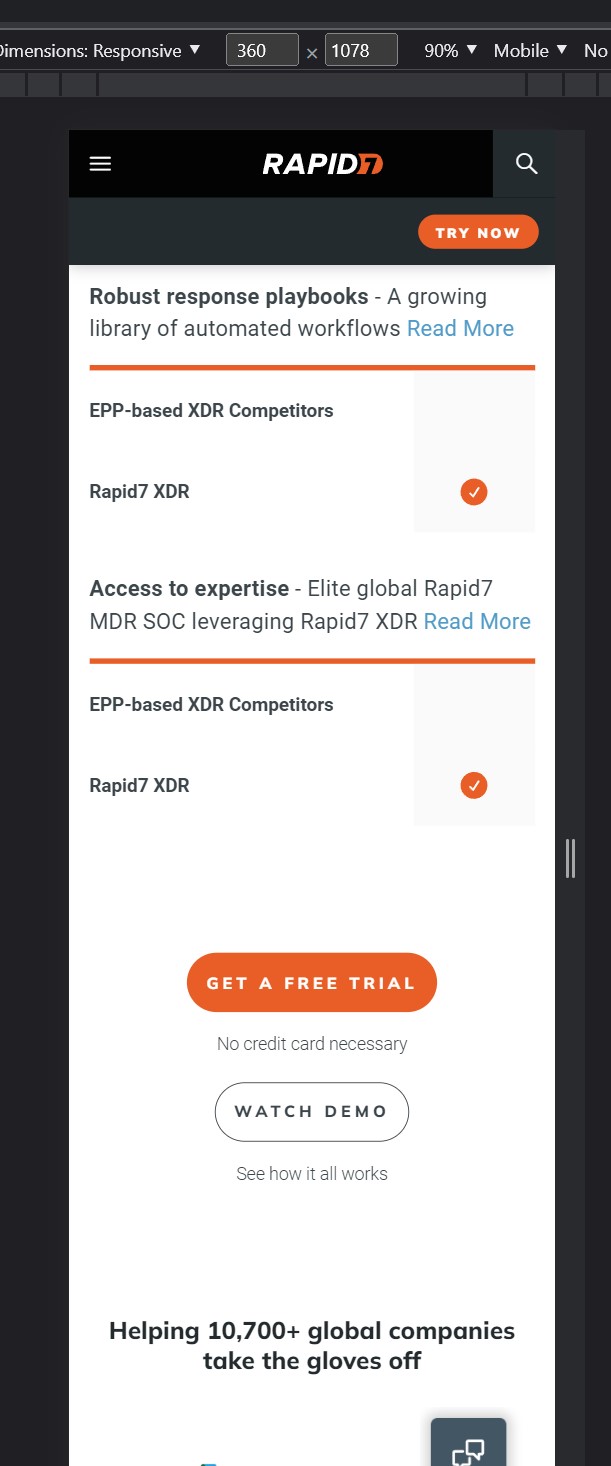 Dimensions: Responsive ▼ 360 × 1078 90% ▼ Mobile ▼ No
RAPID7
TRY NOW
Robust response playbooks - A growing
library of automated workflows Read More
EPP-based XDR Competitors
Rapid7 XDR
Access to expertise - Elite global Rapid7
MDR SOC leveraging Rapid7 XDR Read More
EPP-based XDR Competitors
Rapid7 XDR
GET A FREE TRIAL
No credit card necessary
WATCH DEMO
See how it all works
Helping 10,700+ global companies
take the gloves off